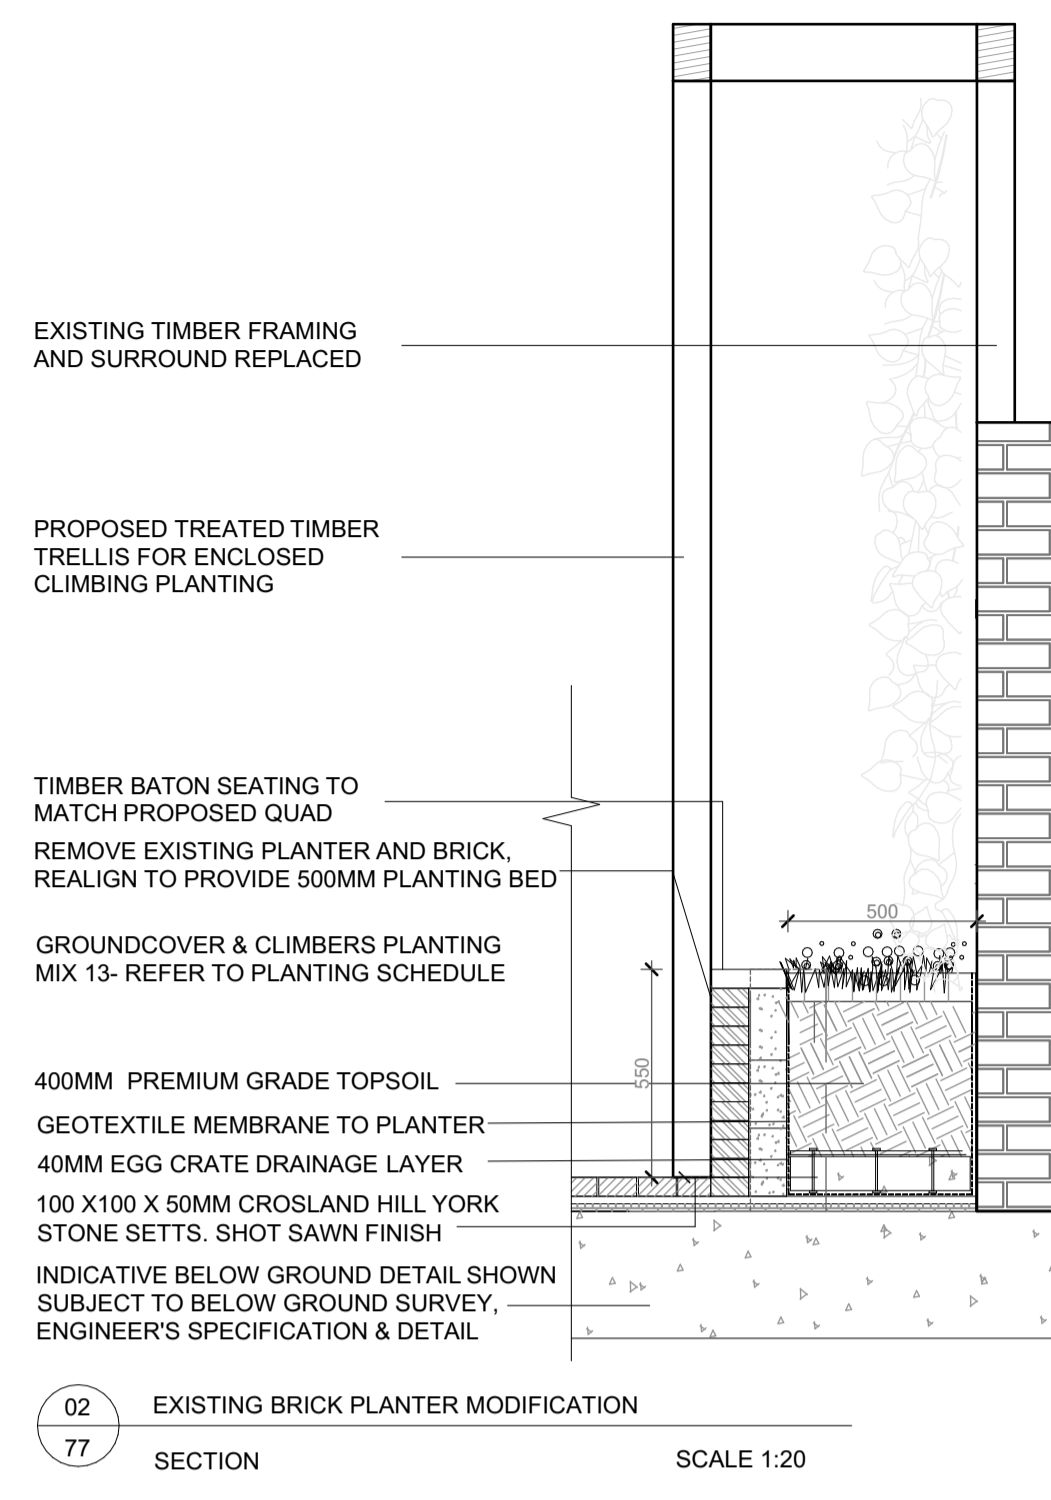 EXISTING TIMBER FRAMING
AND SURROUND REPLACED
PROPOSED TREATED TIMBER
TRELLIS FOR ENCLOSED
CLIMBING PLANTING
TIMBER BATON SEATING TO
MATCH PROPOSED QUAD
REMOVE EXISTING PLANTER AND BRICK,
REALIGN TO PROVIDE 500MM PLANTING BED
500
GROUNDCOVER & CLIMBERS PLANTING
MIX 13- REFER TO PLANTING SCHEDULE
550
400MM PREMIUM GRADE TOPSOIL
GEOTEXTILE MEMBRANE TO PLANTER
40MM EGG CRATE DRAINAGE LAYER
100 X100 X 50MM CROSLAND HILL YORK
STONE SETTS. SHOT SAWN FINISH
INDICATIVE BELOW GROUND DETAIL SHOWN
SUBJECT TO BELOW GROUND SURVEY,
ENGINEER'S SPECIFICATION & DETAIL
02
EXISTING BRICK PLANTER MODIFICATION
77
SECTION
SCALE 1:20